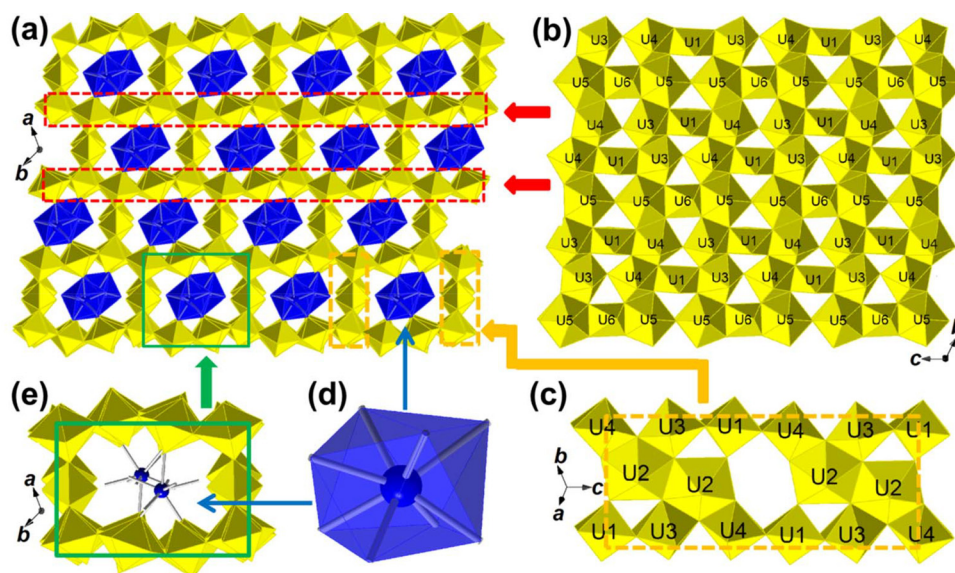 (a)
a
b
(b)
U3 U4 U1 U3 U4 U1 U3 U4
U5 U6 U5 U5 U6 U5 U5 U6 U5
U4 U3 U1 U4 U3 U1 U4 U3
U4 U1 U3 U4 U1 U3 U4 U1 U3
U5 U5 U6 U5 U5 U6 U5 U5
U3 U1 U4 U3 U1 U4 U3 U1 U4
U3 U4 U1 U3 U4 U1 U3 U4
U5 U6 U5 U5 U6 U5 U5 U6 U5
c
(e)
a
b
(d)
(c)
b
c
a
U4 U3 U1 U4 U3 U1
U2 U2
U2 U2
U1 U3 U4 U1 U3 U4